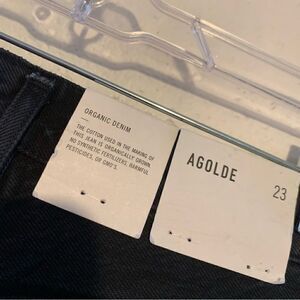 ORGANIC DENIM
THE COTTON USED IN THE MAKING OF
THIS JEAN IS ORGANICALLY GROWN
NO SYNTHETIC FERTILIZERS, HARMFUL
PESTICIDES, OR GMO'S.
AGOLDE
23